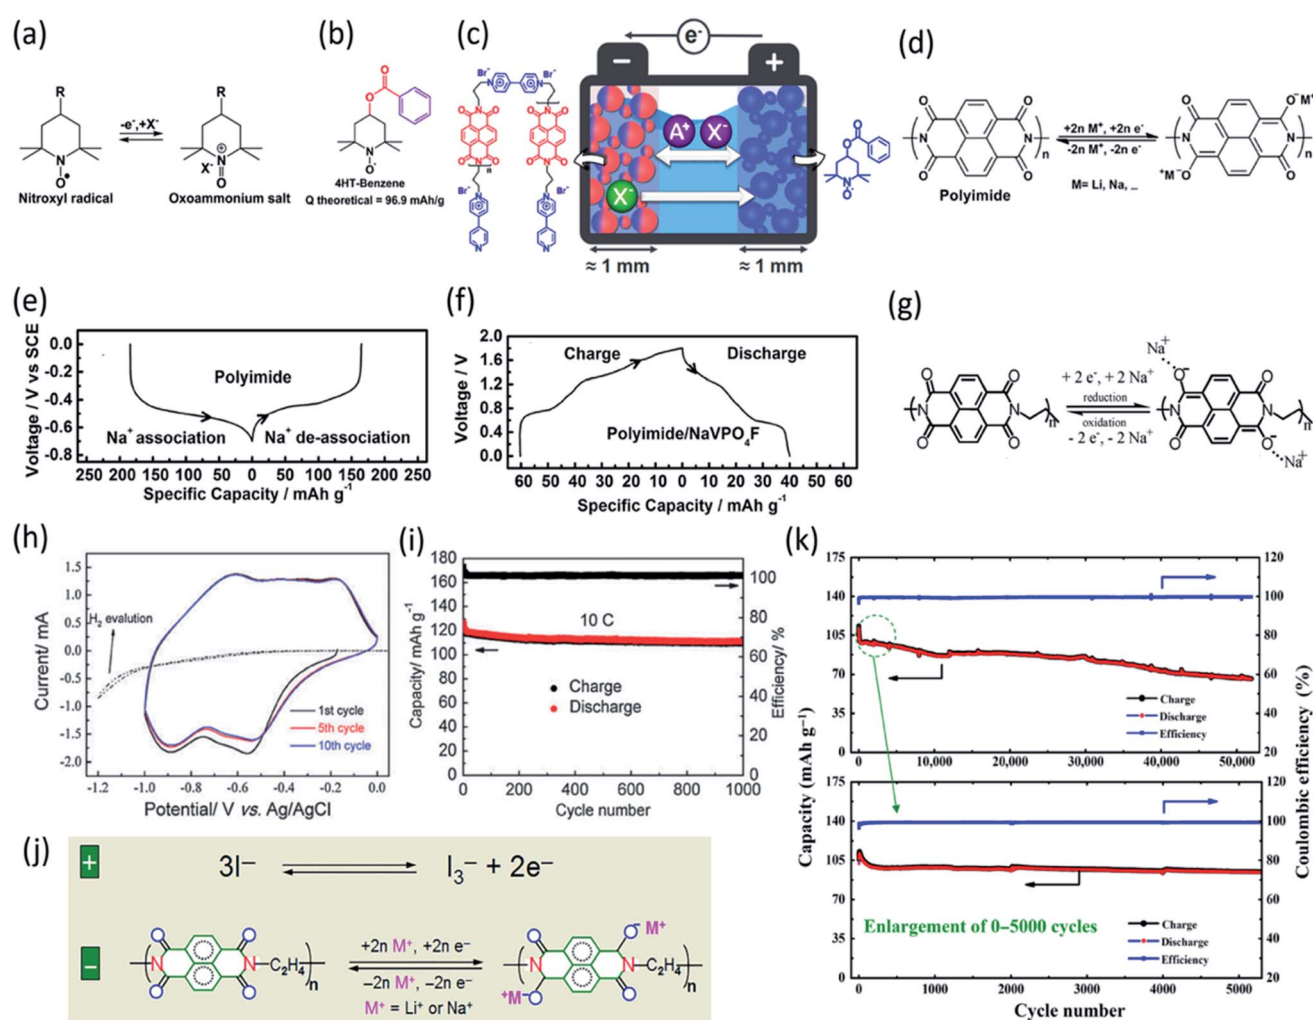 (a)
R
-e⁻,+X⁻
R
N
O•
N⊕
X⁻
O
Nitroxyl radical
Oxoammonium salt
(b)
O
O
N
O·
4HT-Benzene
Q theoretical = 96.9 mAh/g
(c)
e⁻
−
+
Br⁻
Br⁻
A⁺
X⁻
X⁻
Br⁻
Br⁻
n
≈ 1 mm
≈ 1 mm
(d)
O
O
N
N
O
O
n
+2n M⁺, +2n e⁻
-2n M⁺, -2n e⁻
M= Li, Na, ..
O⁻M⁺
⁺M⁻O
n
Polyimide
(e)
Voltage / V vs SCE
0.0
-0.2
-0.4
-0.6
-0.8
Polyimide
Na⁺ association
Na⁺ de-association
250 200 150 100 50 0 50 100 150 200 250
Specific Capacity / mAh g⁻¹
(f)
Voltage / V
2.0
1.6
1.2
0.8
0.4
0.0
Charge
Discharge
Polyimide/NaVPO₄F
60 50 40 30 20 10 0 10 20 30 40 50 60
Specific Capacity / mAh g⁻¹
(g)
Na⁺
+ 2 e⁻, + 2 Na⁺
reduction
oxidation
- 2 e⁻, - 2 Na⁺
n
n
Na⁺
(h)
Current/ mA
1.5
1.0
0.5
0.0
-0.5
-1.0
-1.5
-2.0
H₂ evalution
1st cycle
5th cycle
10th cycle
-1.2 -1.0 -0.8 -0.6 -0.4 -0.2 0.0
Potential/ V vs. Ag/AgCl
(i)
Capacity/ mAh g⁻¹
180
160
140
120
100
80
60
40
20
0
10 C
Charge
Discharge
100
80
60
40
20
0
Efficiency/ %
0 200 400 600 800 1000
Cycle number
(j)
+
3I⁻
I₃⁻ + 2e⁻
−
N
N
C₂H₄
n
+2n M⁺, +2n e⁻
−2n M⁺, −2n e⁻
M⁺ = Li⁺ or Na⁺
M⁺
N
N
C₂H₄
n
⁺M
(k)
Capacity (mAh g⁻¹)
175
140
105
70
35
0
120
100
80
60
40
20
Charge
Discharge
Efficiency
0 10,000 20,000 30,000 40,000 50,000
Coulombic efficiency (%)
175
140
105
70
35
0
120
100
80
60
40
20
Enlargement of 0–5000 cycles
Charge
Discharge
Efficiency
0 1000 2000 3000 4000 5000
Cycle number